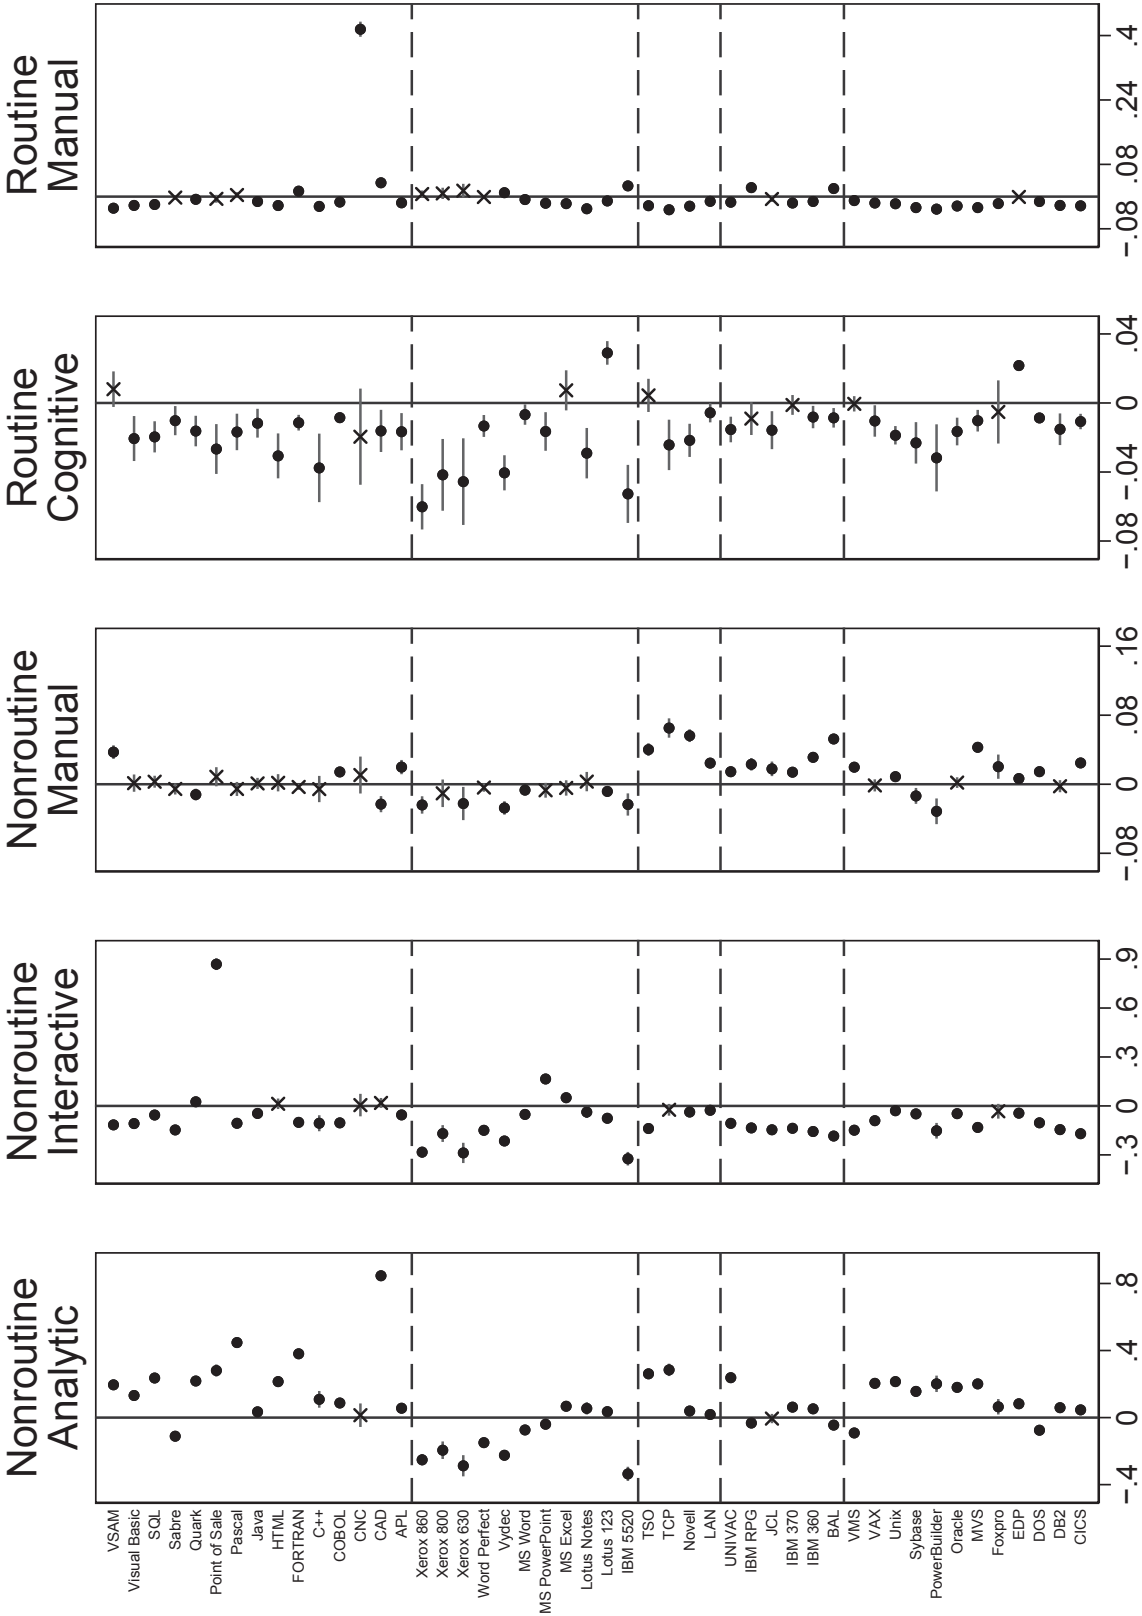 Nonroutine
Analytic
Nonroutine
Interactive
Nonroutine
Manual
Routine
Cognitive
Routine
Manual
VSAM
Visual Basic
SQL
Sabre
Quark
Point of Sale
Pascal
Java
HTML
FORTRAN
C++
COBOL
CNC
CAD
APL
Xerox 860
Xerox 800
Xerox 630
Word Perfect
Vydec
MS Word
MS PowerPoint
MS Excel
Lotus Notes
Lotus 123
IBM 5520
TSO
TCP
Novell
LAN
UNIVAC
IBM RPG
JCL
IBM 370
IBM 360
BAL
VMS
VAX
Unix
Sybase
PowerBuilder
Oracle
MVS
Foxpro
EDP
DOS
DB2
CICS
−.4 0 .4 .8
−.3 0 .3 .6 .9
−.08 0 .08 .16
−.08 −.04 0 .04
−.08 .08 .24 .4